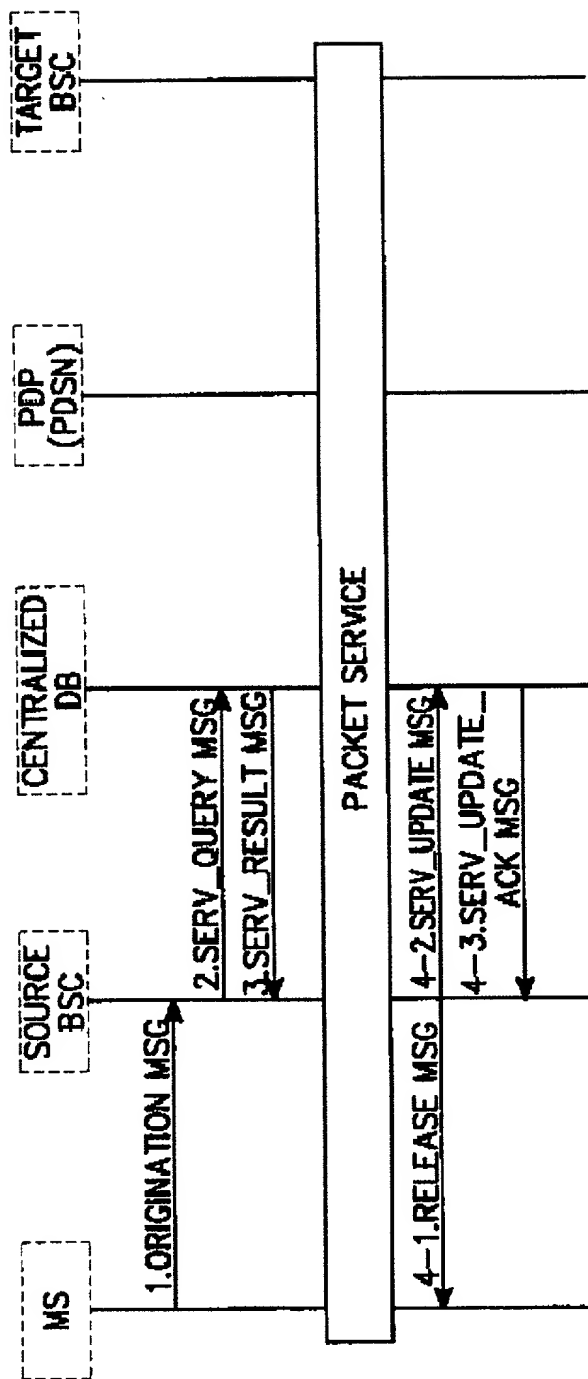 MS
SOURCE
BSC
CENTRALIZED
DB
PDP
(PDSN)
TARGET
BSC
1.ORIGINATION MSG
2.SERV_QUERY MSG
3.SERV_RESULT MSG
PACKET SERVICE
4-1.RELEASE MSG
4-2.SERV_UPDATE MSG
4-3.SERV_UPDATE_
ACK MSG